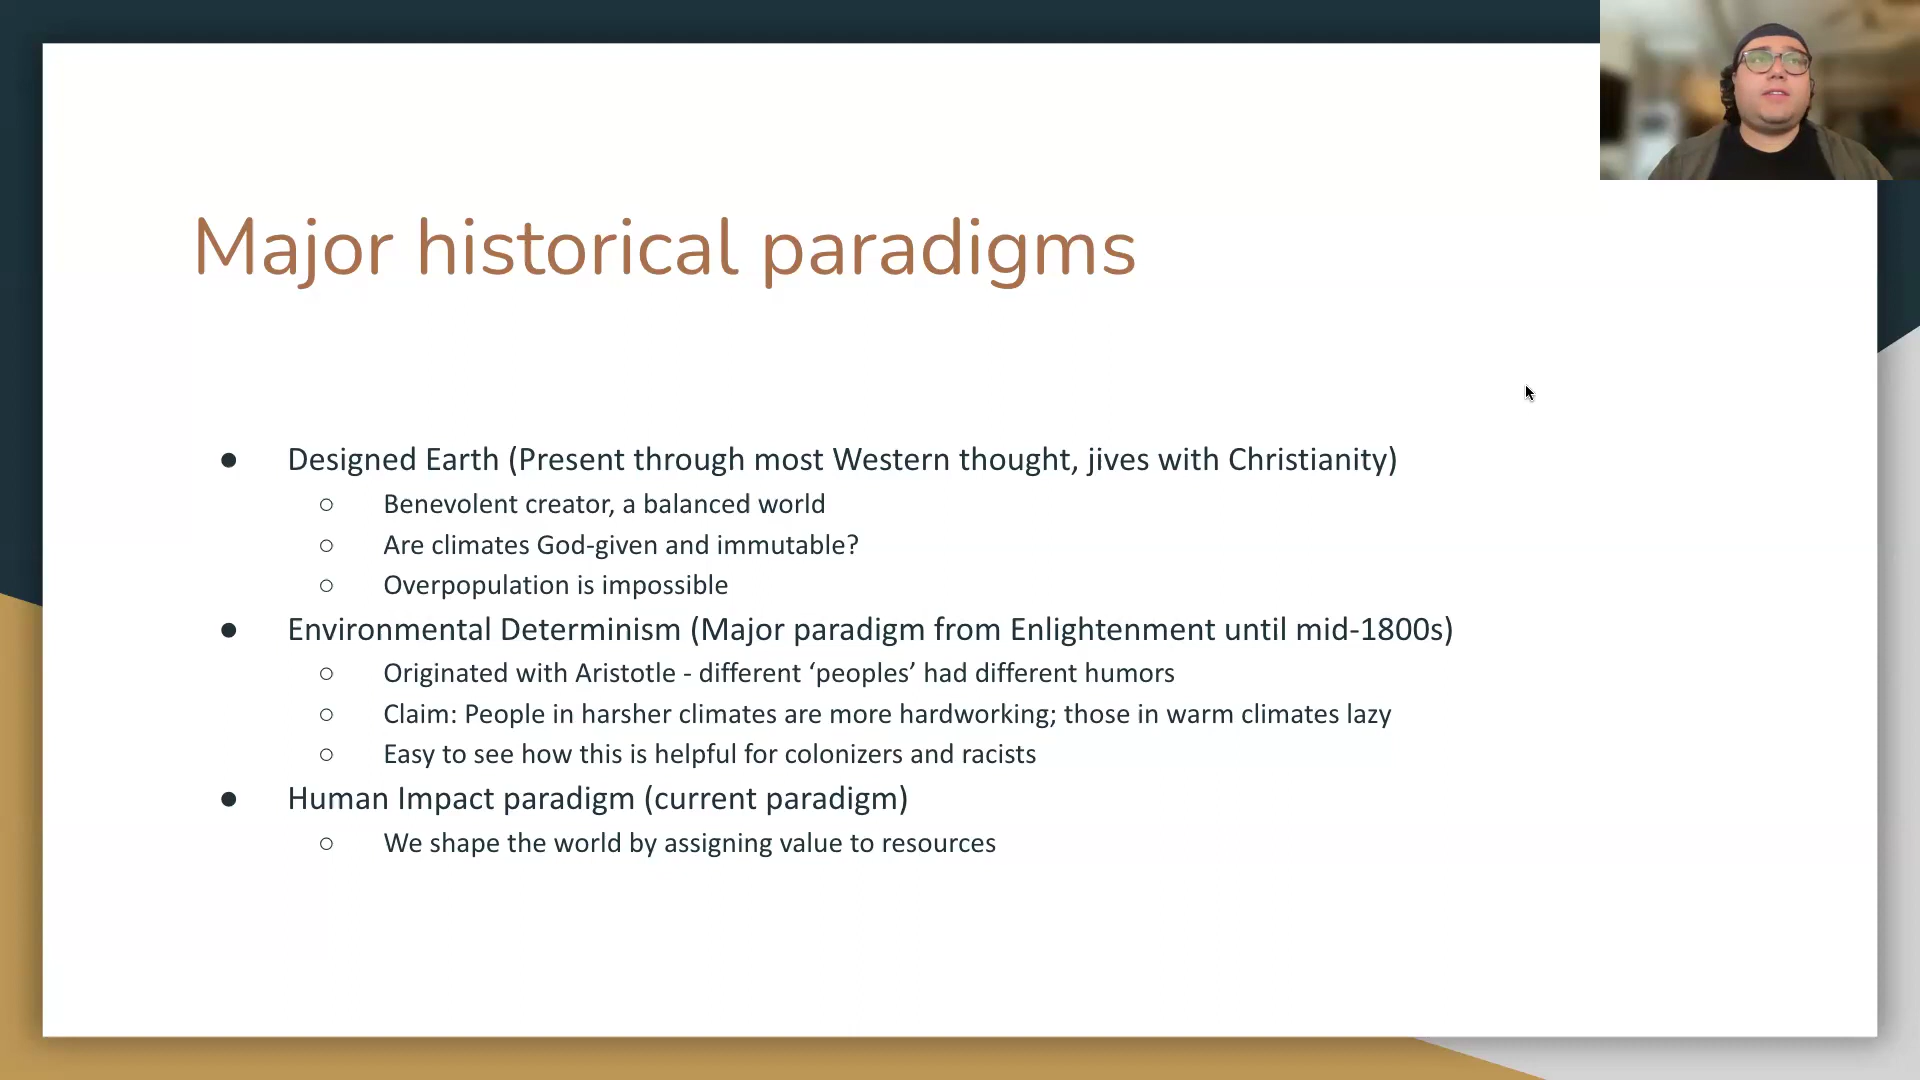 Major historical paradigms
● Designed Earth (Present through most Western thought, jives with Christianity)
○ Benevolent creator, a balanced world
○ Are climates God-given and immutable?
○ Overpopulation is impossible
● Environmental Determinism (Major paradigm from Enlightenment until mid-1800s)
○ Originated with Aristotle - different ‘peoples’ had different humors
○ Claim: People in harsher climates are more hardworking; those in warm climates lazy
○ Easy to see how this is helpful for colonizers and racists
● Human Impact paradigm (current paradigm)
○ We shape the world by assigning value to resources